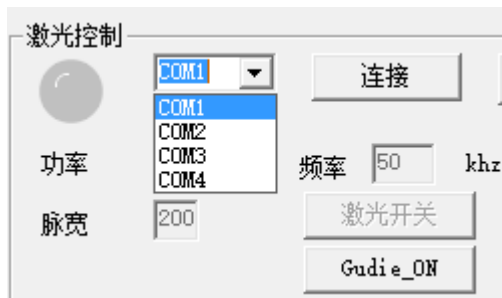 激光控制
COM1 连接
COM1
COM2
COM3
COM4
功率 频率 50 khz
脉宽 200 激光开关
Gudie_ON